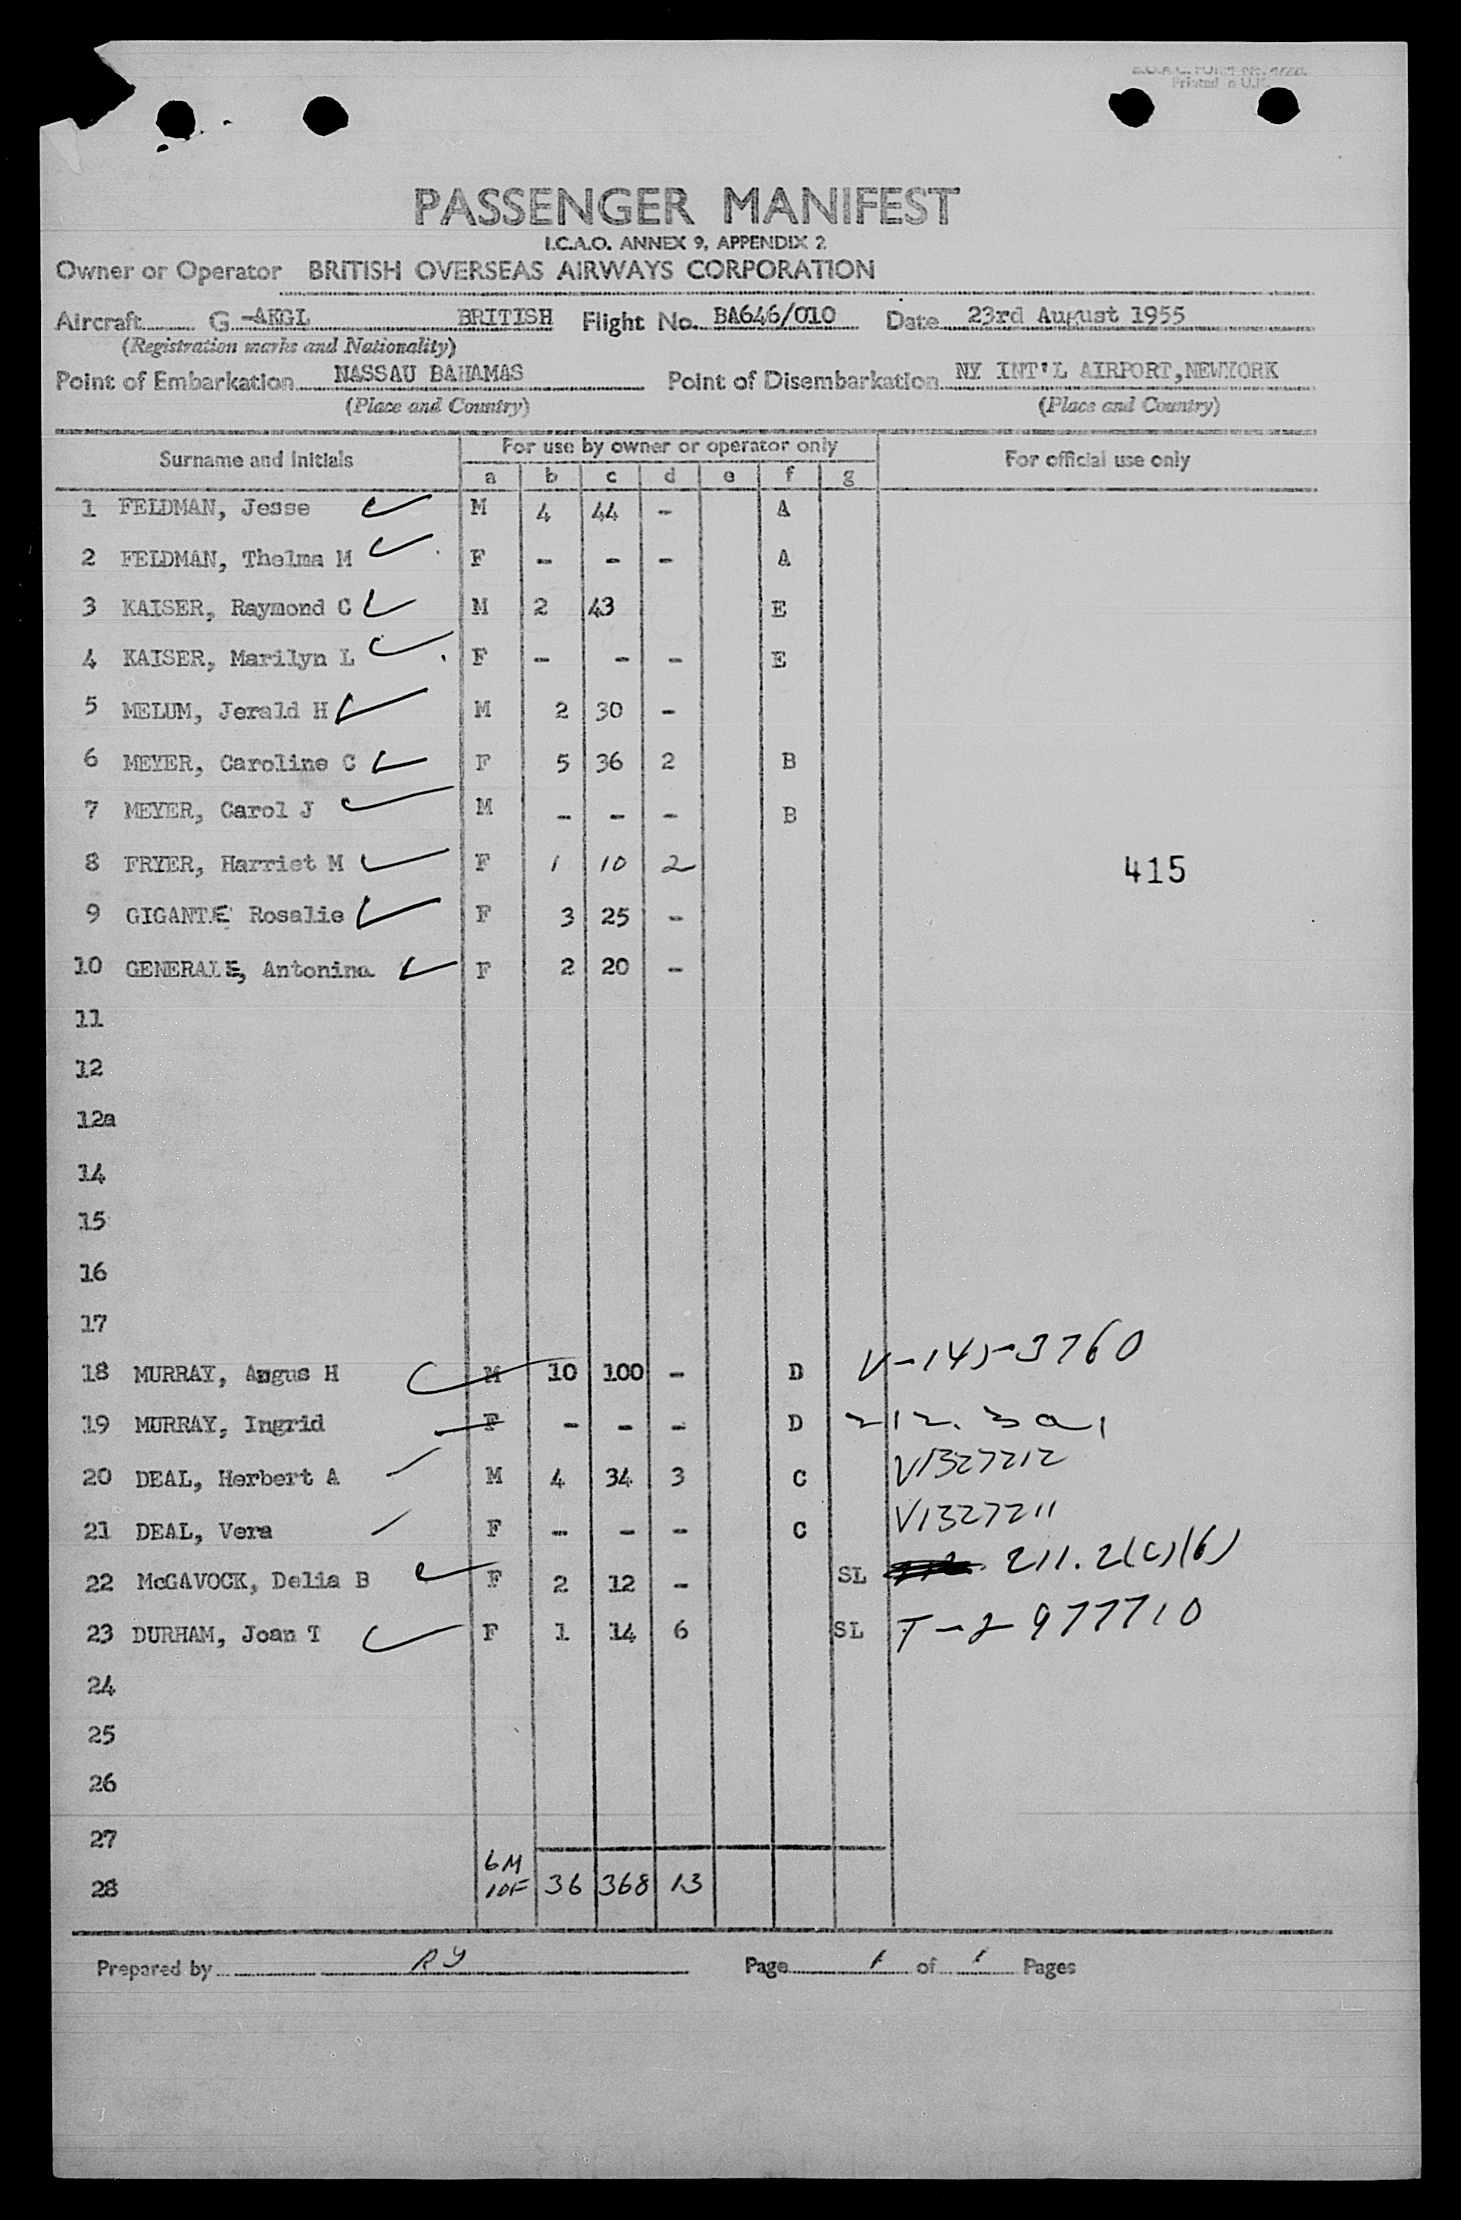 B.O.A.C. FORM No.
Printed in U.K.
PASSENGER MANIFEST
I.C.A.O. ANNEX 9, APPENDIX 2
Owner or Operator BRITISH OVERSEAS AIRWAYS CORPORATION
Aircraft G -AKGL BRITISH Flight No. BA646/010 Date 23rd August 1955
(Registration marks and Nationality)
Point of Embarkation NASSAU BAHAMAS Point of Disembarkation NY INT'L AIRPORT,NEWYORK
(Place and Country) (Place and Country)
Surname and Initials For use by owner or operator only For official use only
a b c d e f g
1 FELDMAN, Jesse M 4 44 - A
2 FELDMAN, Thelma M F - - - A
3 KAISER, Raymond C M 2 43 E
4 KAISER, Marilyn L F - - - E
5 MELUM, Jerald H M 2 30 -
6 MEYER, Caroline C F 5 36 2 B
7 MEYER, Carol J M - - - B
8 FRYER, Harriet M F 1 10 2
415
9 GIGANTE Rosalie F 3 25 -
10 GENERALE, Antonina F 2 20 -
11
12
12a
14
15
16
17
18 MURRAY, Angus H M 10 100 - D V-145-3760
19 MURRAY, Ingrid F - - - D 212.3a1
20 DEAL, Herbert A M 4 34 3 C V1327212
21 DEAL, Vera F - - - C V1327211
22 McGAVOCK, Delia B F 2 12 - SL 211.2(c)(6)
23 DURHAM, Joan T F 1 14 6 SL T-2977710
24
25
26
27
6M
28 10F 36 368 13
Prepared by RY Page 1 of 1 Pages